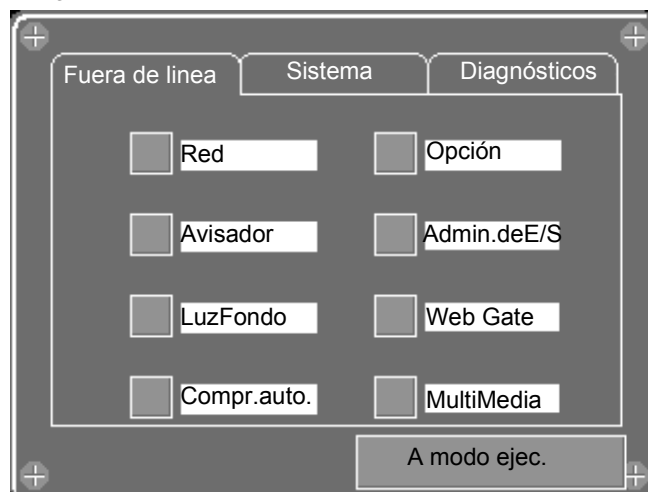 Fuera de linea
Sistema
Diagnósticos
Red
Opción
Avisador
Admin.deE/S
LuzFondo
Web Gate
Compr.auto.
MultiMedia
A modo ejec.